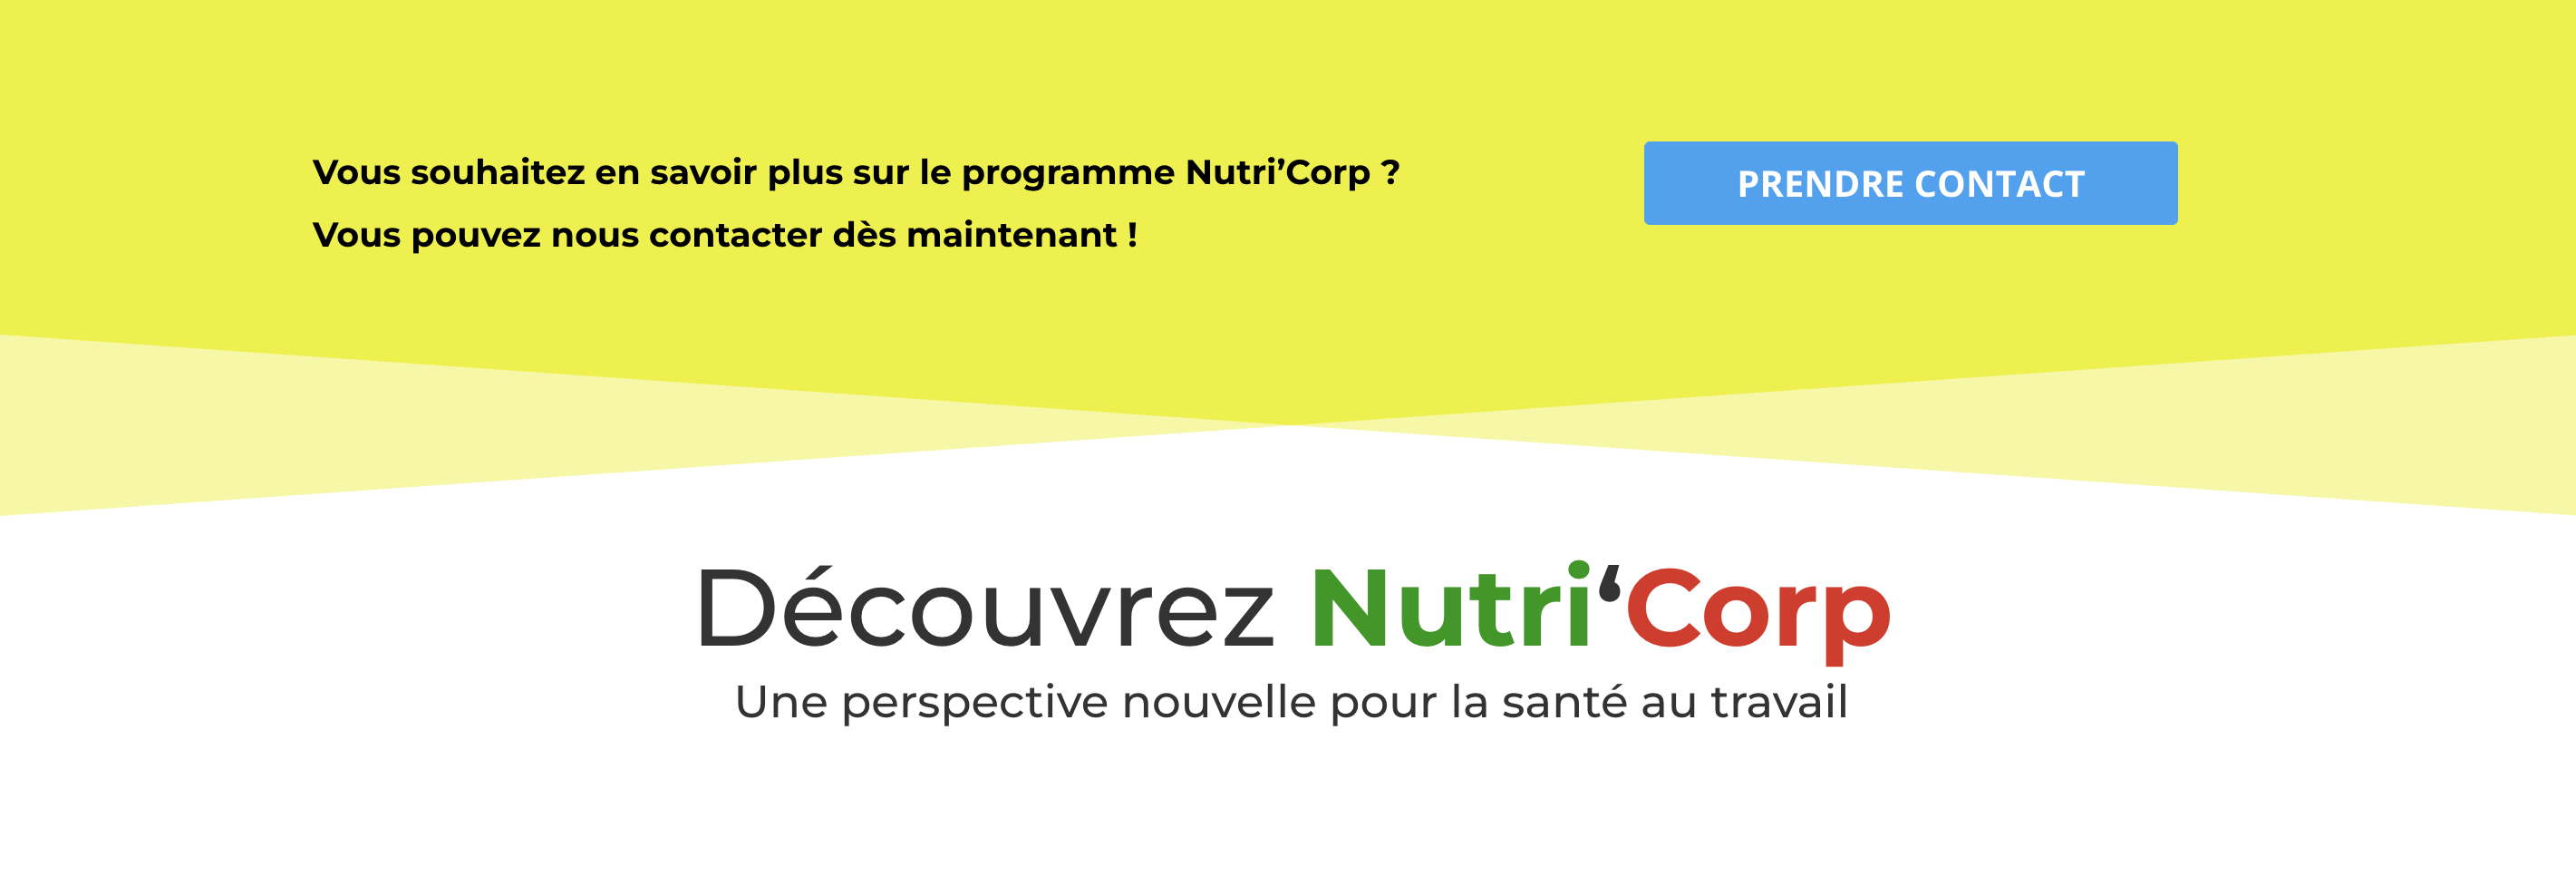 Vous souhaitez en savoir plus sur le programme Nutri’Corp ?
Vous pouvez nous contacter dès maintenant !
PRENDRE CONTACT
Découvrez Nutri‘Corp
Une perspective nouvelle pour la santé au travail